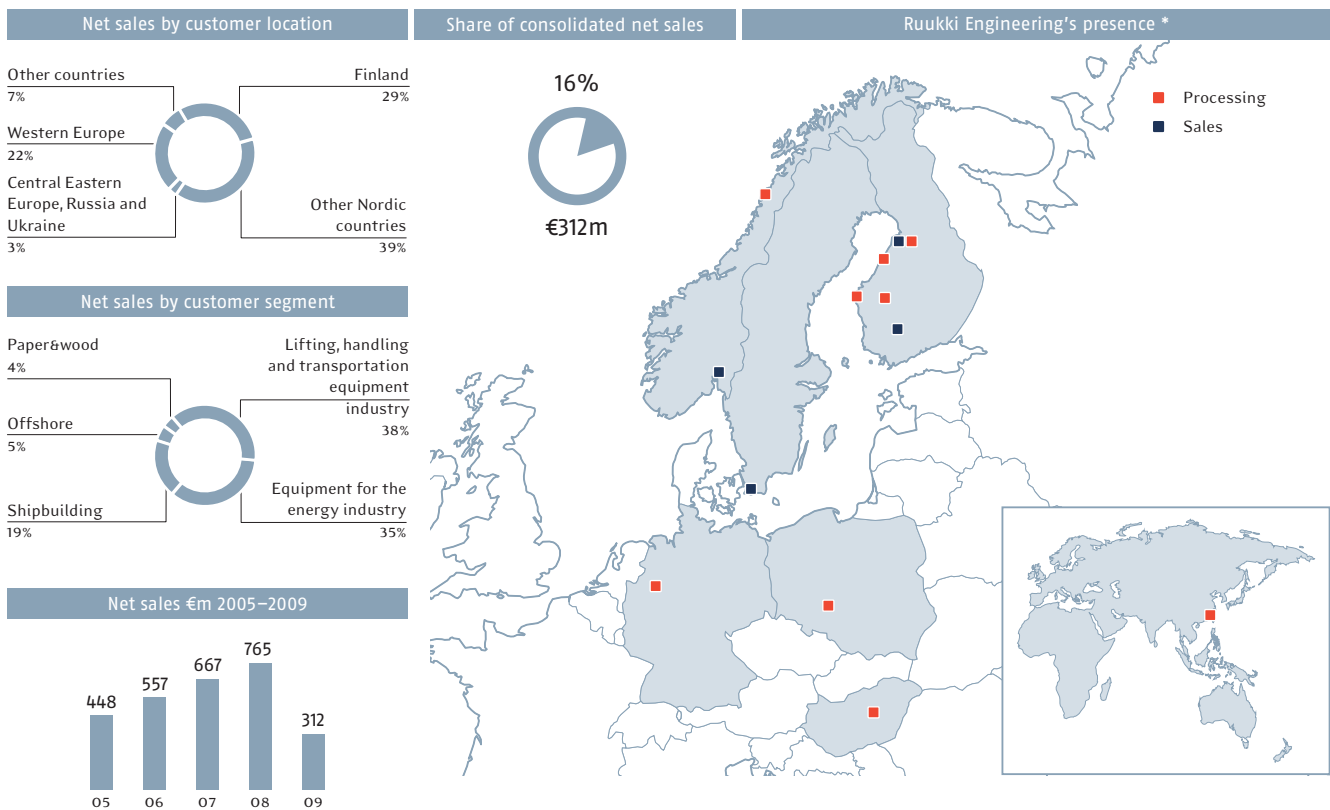 Net sales by customer location
Other countries
7%
Finland
29%
Western Europe
22%
Central Eastern
Europe, Russia and
Ukraine
3%
Other Nordic
countries
39%
Net sales by customer segment
Paper&wood
4%
Lifting, handling
and transportation
equipment
industry
38%
Offshore
5%
Shipbuilding
19%
Equipment for the
energy industry
35%
Net sales €m 2005–2009
448
557
667
765
312
05
06
07
08
09
Share of consolidated net sales
16%
€312m
Ruukki Engineering's presence *
Processing
Sales